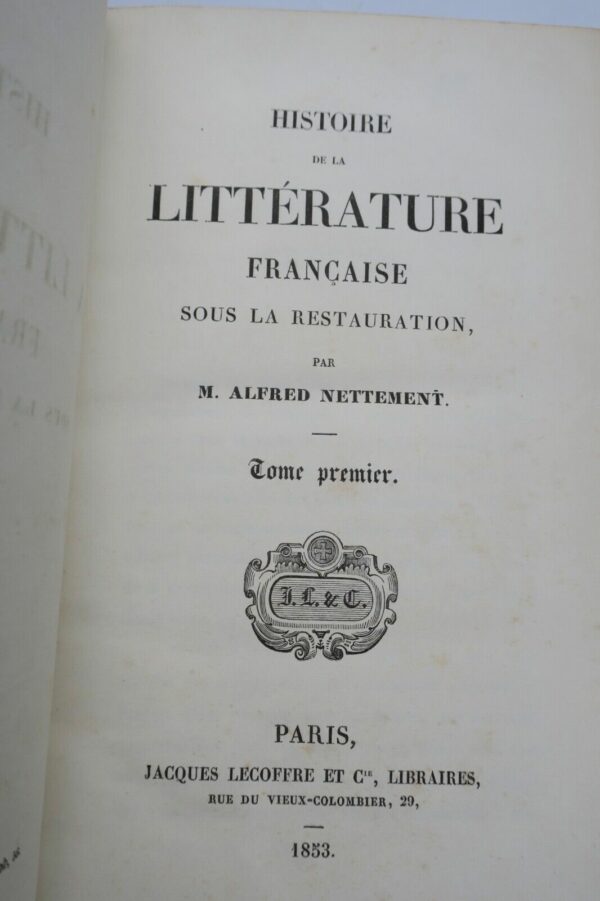 HISTOIRE
DE LA
LITTÉRATURE
FRANÇAISE
SOUS LA RESTAURATION,
PAR
M. ALFRED NETTEMENT.
Tome premier.
J. L. & C.
PARIS,
JACQUES LECOFFRE ET Cie, LIBRAIRES,
RUE DU VIEUX-COLOMBIER, 29,
1853.